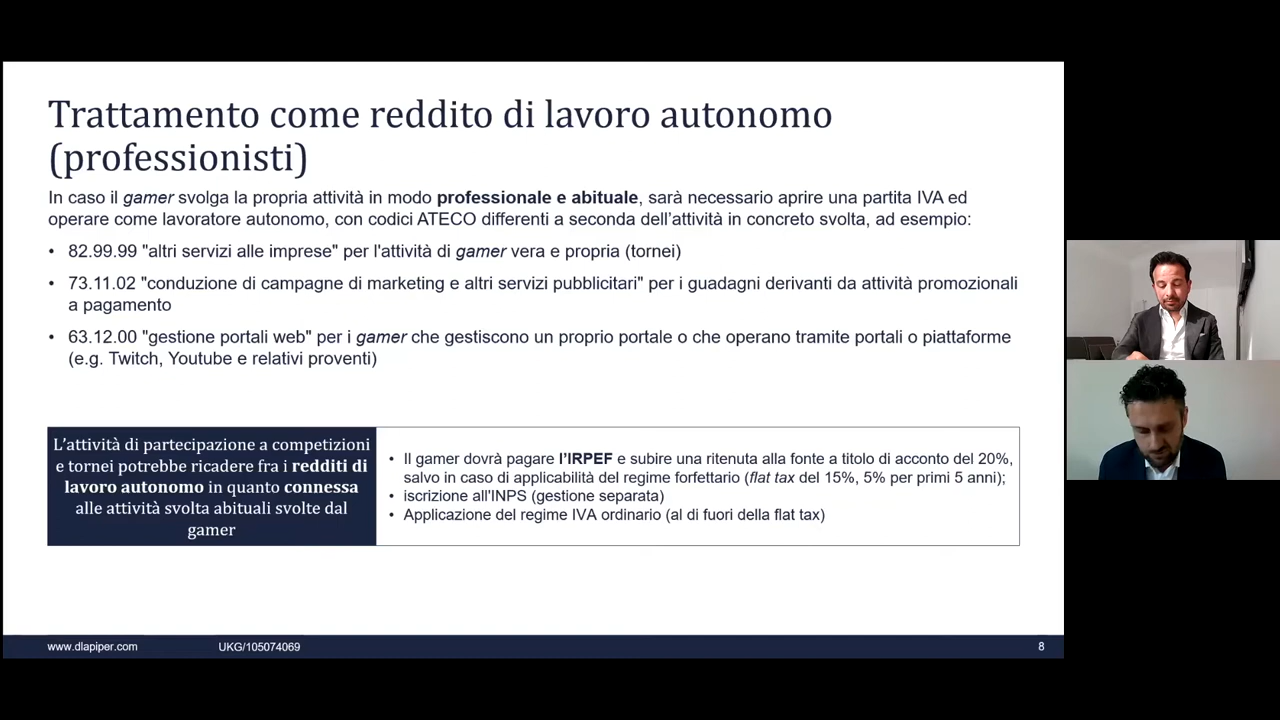 Trattamento come reddito di lavoro autonomo
(professionisti)
In caso il gamer svolga la propria attività in modo professionale e abituale, sarà necessario aprire una partita IVA ed
operare come lavoratore autonomo, con codici ATECO differenti a seconda dell'attività in concreto svolta, ad esempio:
• 82.99.99 "altri servizi alle imprese" per l'attività di gamer vera e propria (tornei)
• 73.11.02 "conduzione di campagne di marketing e altri servizi pubblicitari" per i guadagni derivanti da attività promozionali
a pagamento
• 63.12.00 "gestione portali web" per i gamer che gestiscono un proprio portale o che operano tramite portali o piattaforme
(e.g. Twitch, Youtube e relativi proventi)
L'attività di partecipazione a competizioni
e tornei potrebbe ricadere fra i redditi di
lavoro autonomo in quanto connessa
alle attività svolta abituali svolte dal
gamer
• Il gamer dovrà pagare l'IRPEF e subire una ritenuta alla fonte a titolo di acconto del 20%,
salvo in caso di applicabilità del regime forfettario (flat tax del 15%, 5% per primi 5 anni);
• iscrizione all'INPS (gestione separata)
• Applicazione del regime IVA ordinario (al di fuori della flat tax)
www.dlapiper.com
UKG/105074069
8